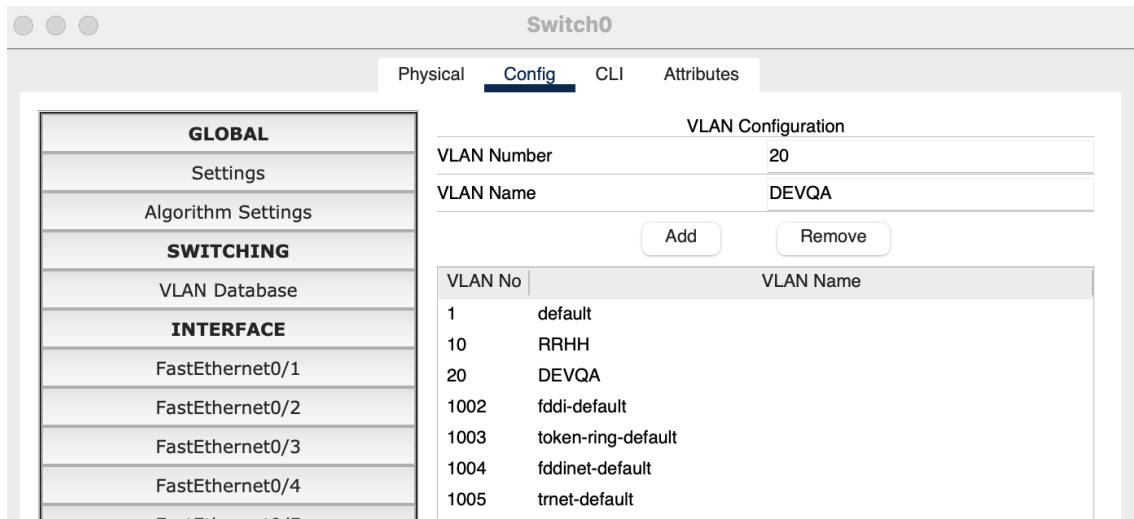 Switch0
Physical Config CLI Attributes
GLOBAL
Settings
Algorithm Settings
SWITCHING
VLAN Database
INTERFACE
FastEthernet0/1
FastEthernet0/2
FastEthernet0/3
FastEthernet0/4
VLAN Configuration
VLAN Number 20
VLAN Name DEVQA
Add Remove
VLAN No VLAN Name
1 default
10 RRHH
20 DEVQA
1002 fddi-default
1003 token-ring-default
1004 fddinet-default
1005 trnet-default